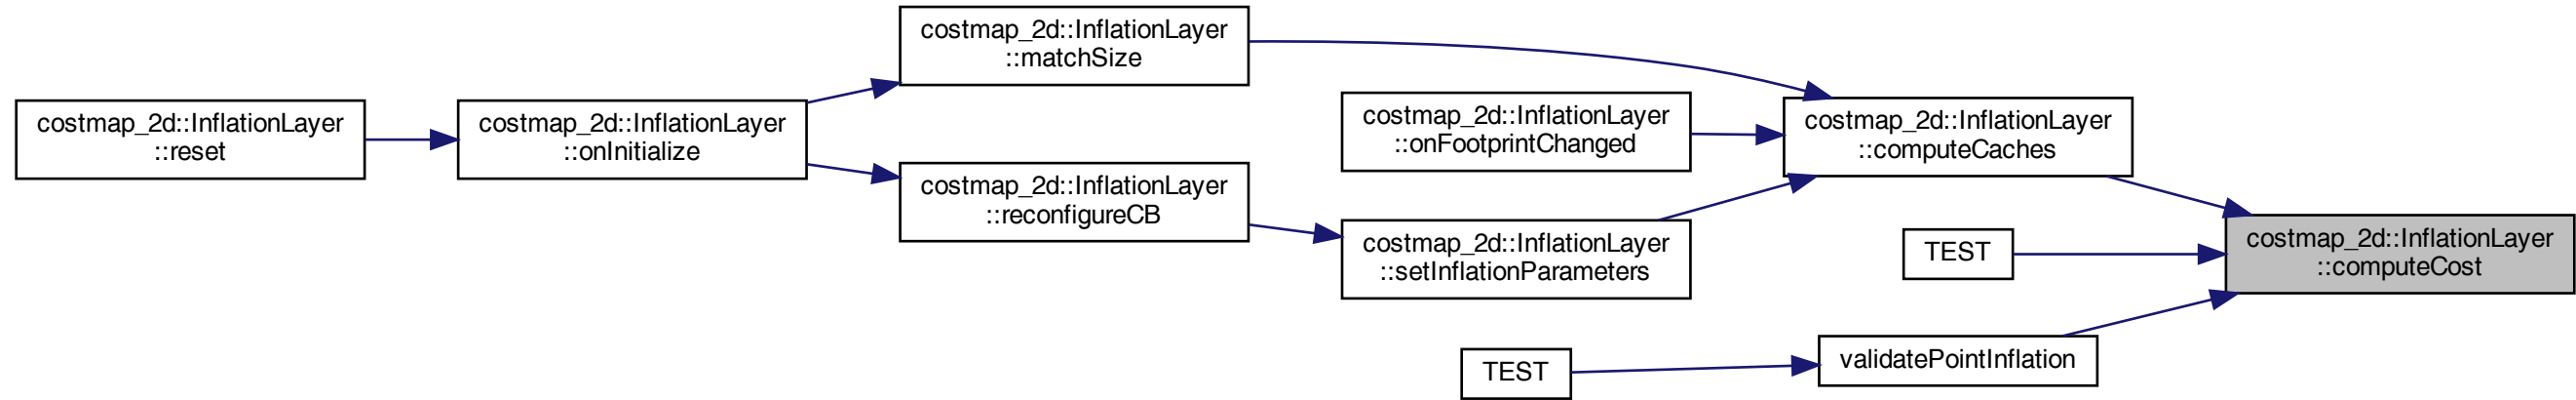 costmap_2d::InflationLayer
::reset
costmap_2d::InflationLayer
::onInitialize
costmap_2d::InflationLayer
::matchSize
costmap_2d::InflationLayer
::reconfigureCB
costmap_2d::InflationLayer
::onFootprintChanged
costmap_2d::InflationLayer
::setInflationParameters
TEST
costmap_2d::InflationLayer
::computeCaches
TEST
validatePointInflation
costmap_2d::InflationLayer
::computeCost